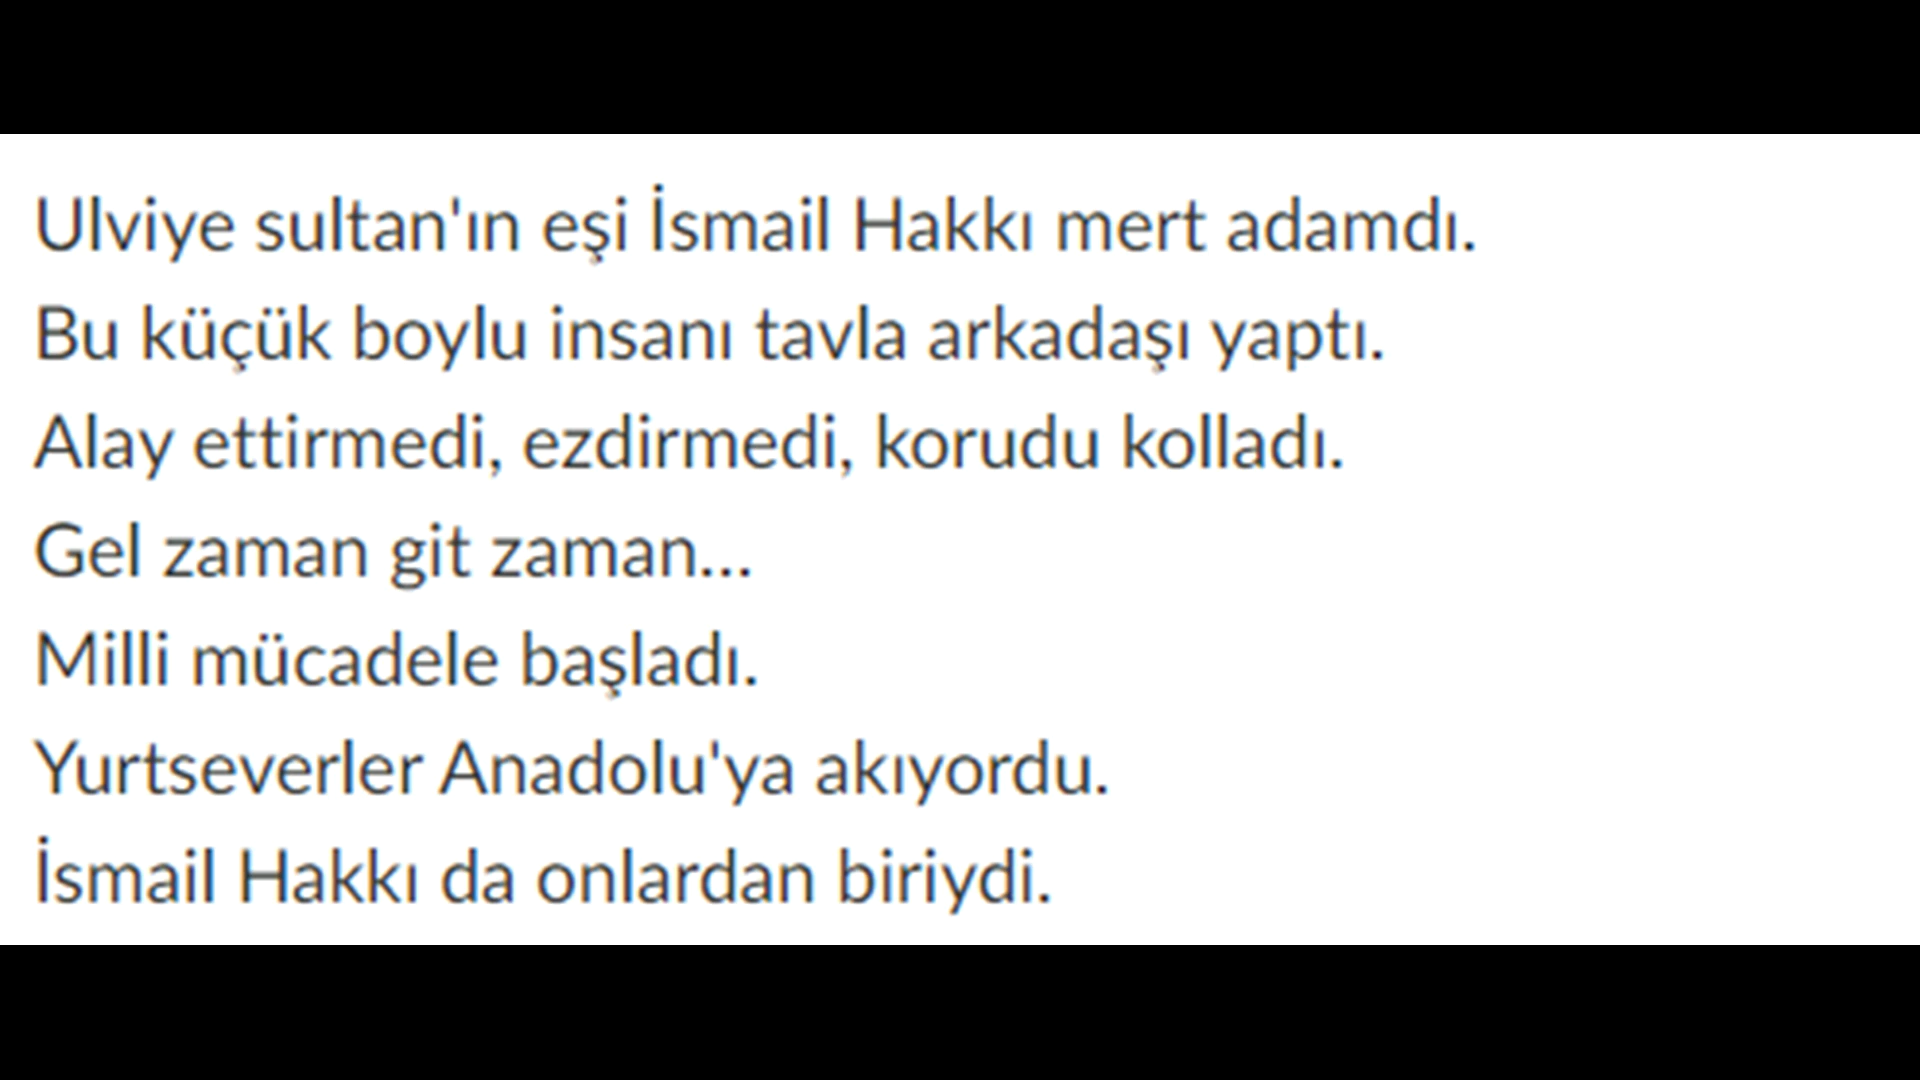 Ulviye sultan'ın eşi İsmail Hakkı mert adamdı.
Bu küçük boylu insanı tavla arkadaşı yaptı.
Alay ettirmedi, ezdirmedi, korudu kolladı.
Gel zaman git zaman...
Milli mücadele başladı.
Yurtseverler Anadolu'ya akıyordu.
İsmail Hakkı da onlardan biriydi.